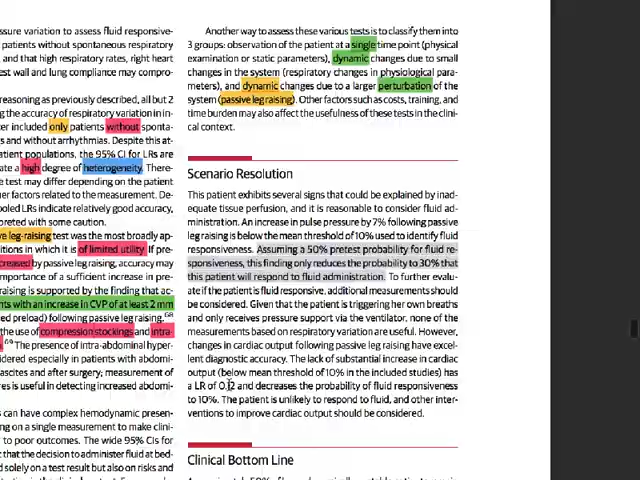 ssure variation to assess fluid responsive-
patients without spontaneous respiratory
and that high respiratory rates, right heart
est wall and lung compliance may compro-
reasoning as previously described, all but 2
g the accuracy of respiratory variation in in-
er included only patients without sponta-
s and without arrhythmias. Despite this at-
atient populations, the 95% CI for LRs are
ate a high degree of heterogeneity. There-
e test may differ depending on the patient
er factors related to the measurement. De-
ooled LRs indicate relatively good accuracy,
rpreted with some caution.
ve leg-raising test was the most broadly ap-
itions in which it is of limited utility. If pre-
creased by passive leg raising, accuracy may
mportance of a sufficient increase in pre-
raising is supported by the finding that ac-
nts with an increase in CVP of at least 2 mm
ed preload) following passive leg raising.68
the use of compression stockings and intra-
69 The presence of intra-abdominal hyper-
idered especially in patients with abdomi-
ascites and after surgery; measurement of
res is useful in detecting increased abdomi-
s can have complex hemodynamic presen-
g on a single measurement to make clini-
to poor outcomes. The wide 95% CIs for
that the decision to administer fluid at bed-
d solely on a test result but also on risks and
Another way to assess these various tests is to classify them into
3 groups: observation of the patient at a single time point (physical
examination or static parameters), dynamic changes due to small
changes in the system (respiratory changes in physiological para-
meters), and dynamic changes due to a larger perturbation of the
system (passive leg raising). Other factors such as costs, training, and
time burden may also affect the usefulness of these tests in the clini-
cal context.
Scenario Resolution
This patient exhibits several signs that could be explained by inad-
equate tissue perfusion, and it is reasonable to consider fluid ad-
ministration. An increase in pulse pressure by 7% following passive
leg raising is below the mean threshold of 10% used to identify fluid
responsiveness. Assuming a 50% pretest probability for fluid re-
sponsiveness, this finding only reduces the probability to 30% that
this patient will respond to fluid administration. To further evalu-
ate if the patient is fluid responsive, additional measurements should
be considered. Given that the patient is triggering her own breaths
and only receives pressure support via the ventilator, none of the
measurements based on respiratory variation are useful. However,
changes in cardiac output following passive leg raising have excel-
lent diagnostic accuracy. The lack of substantial increase in cardiac
output (below mean threshold of 10% in the included studies) has
a LR of 0.12 and decreases the probability of fluid responsiveness
to 10%. The patient is unlikely to respond to fluid, and other inter-
ventions to improve cardiac output should be considered.
Clinical Bottom Line